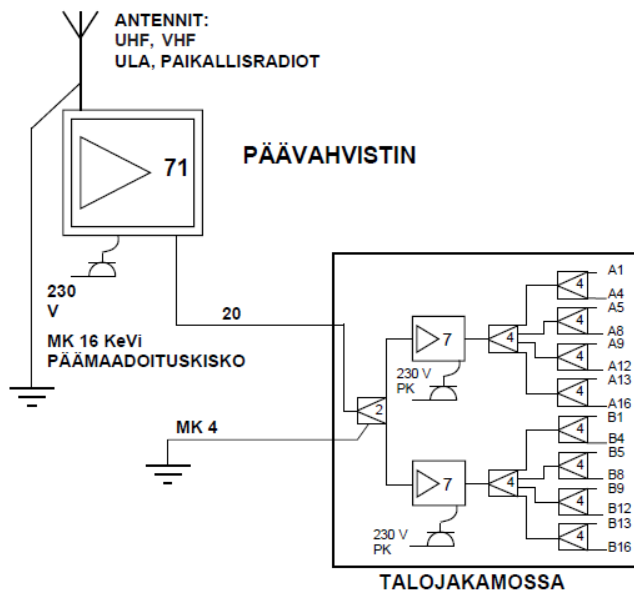 ANTENNIT:
UHF, VHF
ULA, PAIKALLISRADIOT
71
PÄÄVAHVISTIN
230
V
MK 16 KeVi
PÄÄMAADOITUSKISKO
20
MK 4
2
7
230 V
PK
4
4
A1
A4
4
A5
A8
4
A9
A12
4
A13
A16
7
230 V
PK
4
4
B1
B4
4
B5
B8
4
B9
B12
4
B13
B16
TALOJAKAMOSSA